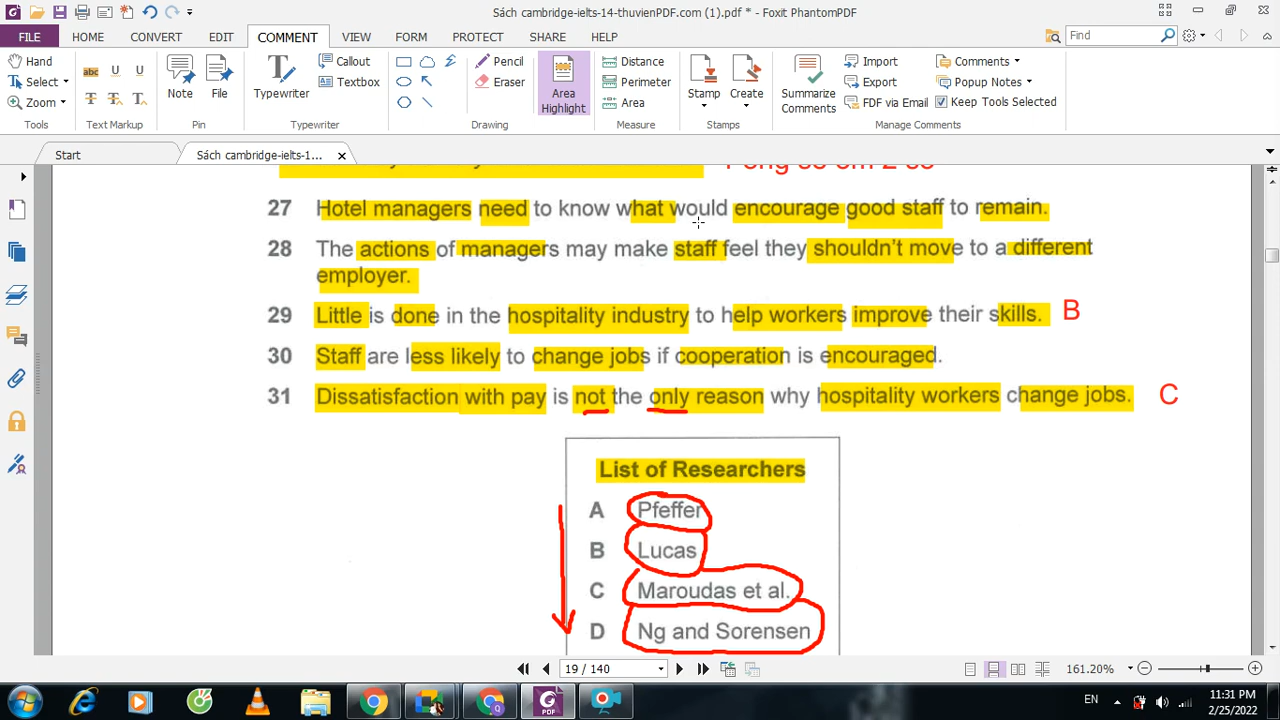 Sách cambridge-ielts-14-thuvienPDF.com (1).pdf * - Foxit PhantomPDF
FILE HOME COMMENT CONVERT EDIT VIEW FORM PROTECT SHARE HELP Find
Hand
Select
Zoom
Tools
Text Markup
Note
File
Pin
Typewriter
Callout
Textbox
Typewriter
Pencil
Eraser
Drawing
Area
Highlight
Distance
Perimeter
Area
Measure
Stamp
Create
Stamps
Summarize
Comments
Import
Export
FDF via Email
Comments
Popup Notes
Keep Tools Selected
Manage Comments
Start
Sách cambridge-ielts-1...
27 Hotel managers need to know what would encourage good staff to remain.
28 The actions of managers may make staff feel they shouldn't move to a different
employer.
29 Little is done in the hospitality industry to help workers improve their skills. B
30 Staff are less likely to change jobs if cooperation is encouraged.
31 Dissatisfaction with pay is not the only reason why hospitality workers change jobs. C
List of Researchers
A Pfeffer
B Lucas
C Maroudas et al.
D Ng and Sorensen
19 / 140
161.20%
EN
11:31 PM
2/25/2022